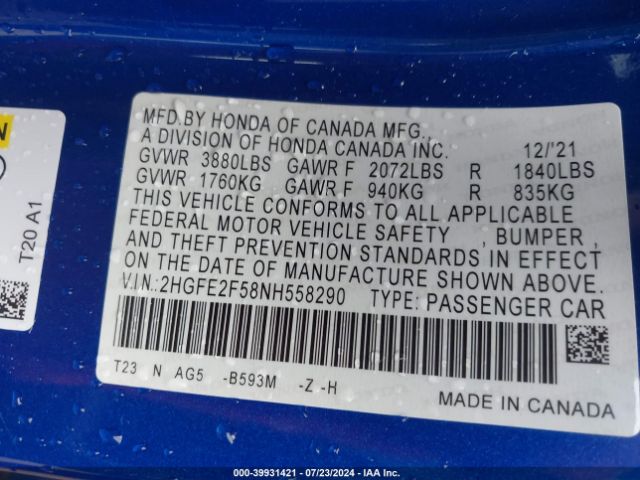 MFD.BY HONDA OF CANADA MFG.,
A DIVISION OF HONDA CANADA INC. 12/'21
GVWR 3880LBS GAWR F 2072LBS R 1840LBS
GVWR 1760KG GAWR F 940KG R 835KG
THIS VEHICLE CONFORMS TO ALL APPLICABLE
FEDERAL MOTOR VEHICLE SAFETY , BUMPER ,
AND THEFT PREVENTION STANDARDS IN EFFECT
ON THE DATE OF MANUFACTURE SHOWN ABOVE.
V.I.N.:2HGFE2F58NH558290 TYPE: PASSENGER CAR
T23 N AG5 -B593M -Z -H
MADE IN CANADA
T20 A1
000-39931421 | 07/23/2024 | IAA Inc.